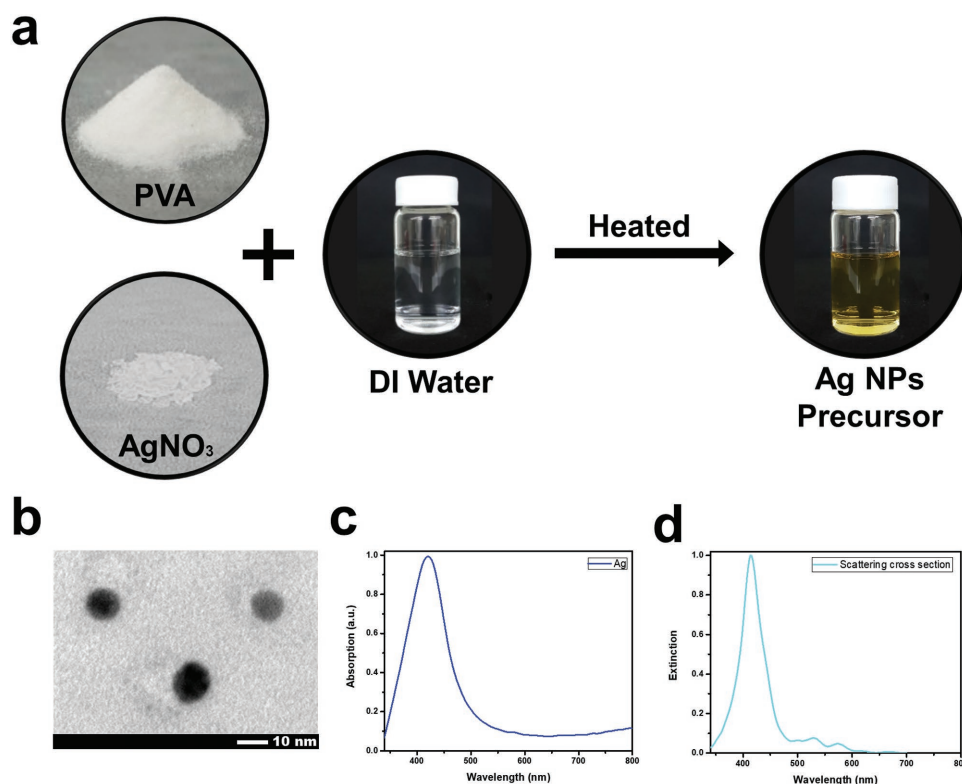 a
PVA
AgNO₃
+
DI Water
Heated
Ag NPs
Precursor
b
10 nm
c
Absorption (a.u.)
1.0
0.8
0.6
0.4
0.2
0.0
400
500
600
700
800
Wavelength (nm)
Ag
d
Extinction
1.0
0.8
0.6
0.4
0.2
0.0
400
500
600
700
800
Wavelength (nm)
Scattering cross section